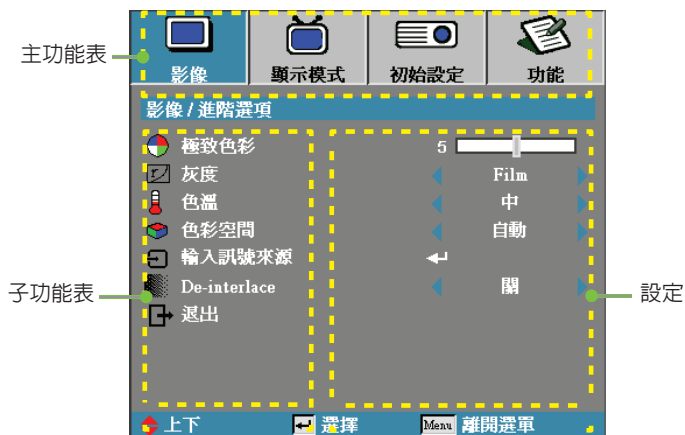 主功能表
影像 顯示模式 初始設定 功能
影像 / 進階選項
極致色彩 5
灰度 Film
色溫 中
色彩空間 自動
輸入訊號來源
De-interlace 關
子功能表
設定
退出
上下 選擇 Menu 離開選單